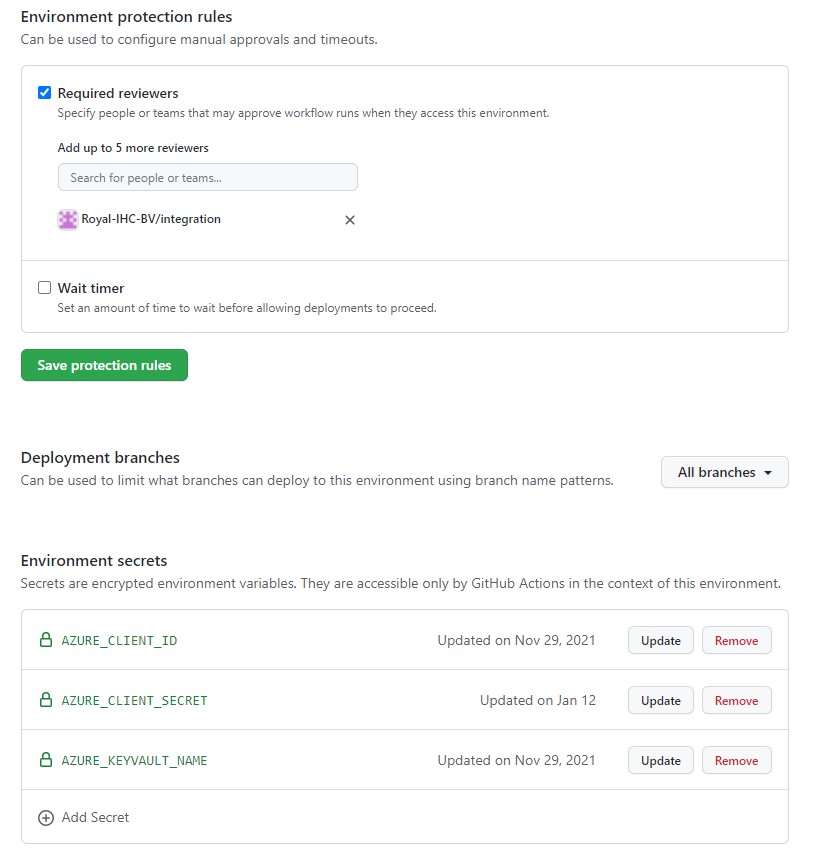 Environment protection rules
Can be used to configure manual approvals and timeouts.
Required reviewers
Specify people or teams that may approve workflow runs when they access this environment.
Add up to 5 more reviewers
Search for people or teams...
Royal-IHC-BV/integration
Wait timer
Set an amount of time to wait before allowing deployments to proceed.
Save protection rules
Deployment branches
Can be used to limit what branches can deploy to this environment using branch name patterns.
All branches
Environment secrets
Secrets are encrypted environment variables. They are accessible only by GitHub Actions in the context of this environment.
AZURE_CLIENT_ID Updated on Nov 29, 2021 Update Remove
AZURE_CLIENT_SECRET Updated on Jan 12 Update Remove
AZURE_KEYVAULT_NAME Updated on Nov 29, 2021 Update Remove
Add Secret